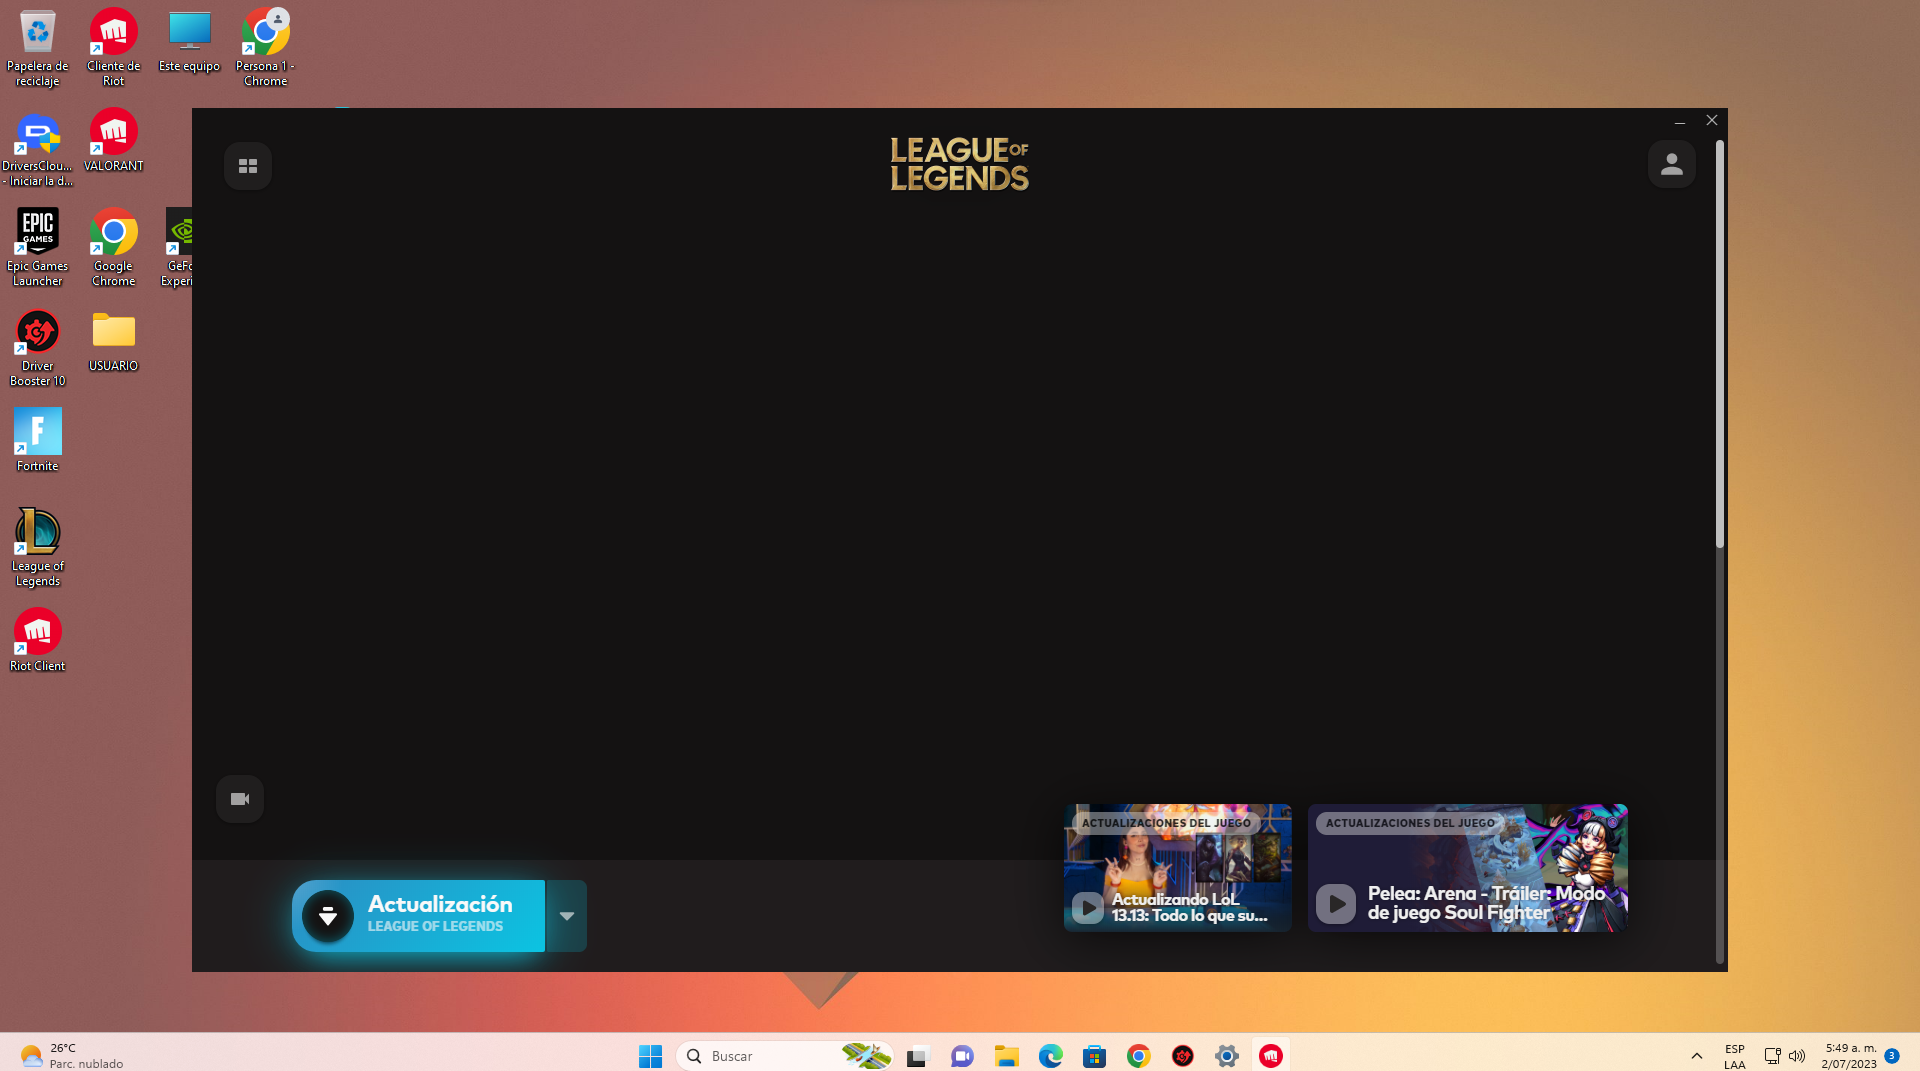 Papelera de
reciclaje
Cliente de
Riot
Este equipo
Persona 1 -
Chrome
DriversClou...
- Iniciar la d...
VALORANT
EPIC
GAMES
Epic Games
Launcher
Google
Chrome
GeFo
Experi
Driver
Booster 10
USUARIO
F
Fortnite
League of
Legends
Riot Client
LEAGUE OF
LEGENDS
Actualización
LEAGUE OF LEGENDS
ACTUALIZACIONES DEL JUEGO
Actualizando LoL
13.13: Todo lo que su...
ACTUALIZACIONES DEL JUEGO
Pelea: Arena - Tráiler: Modo
de juego Soul Fighter
26°C
Parc. nublado
Buscar
ESP
LAA
5:49 a. m.
2/07/2023
3